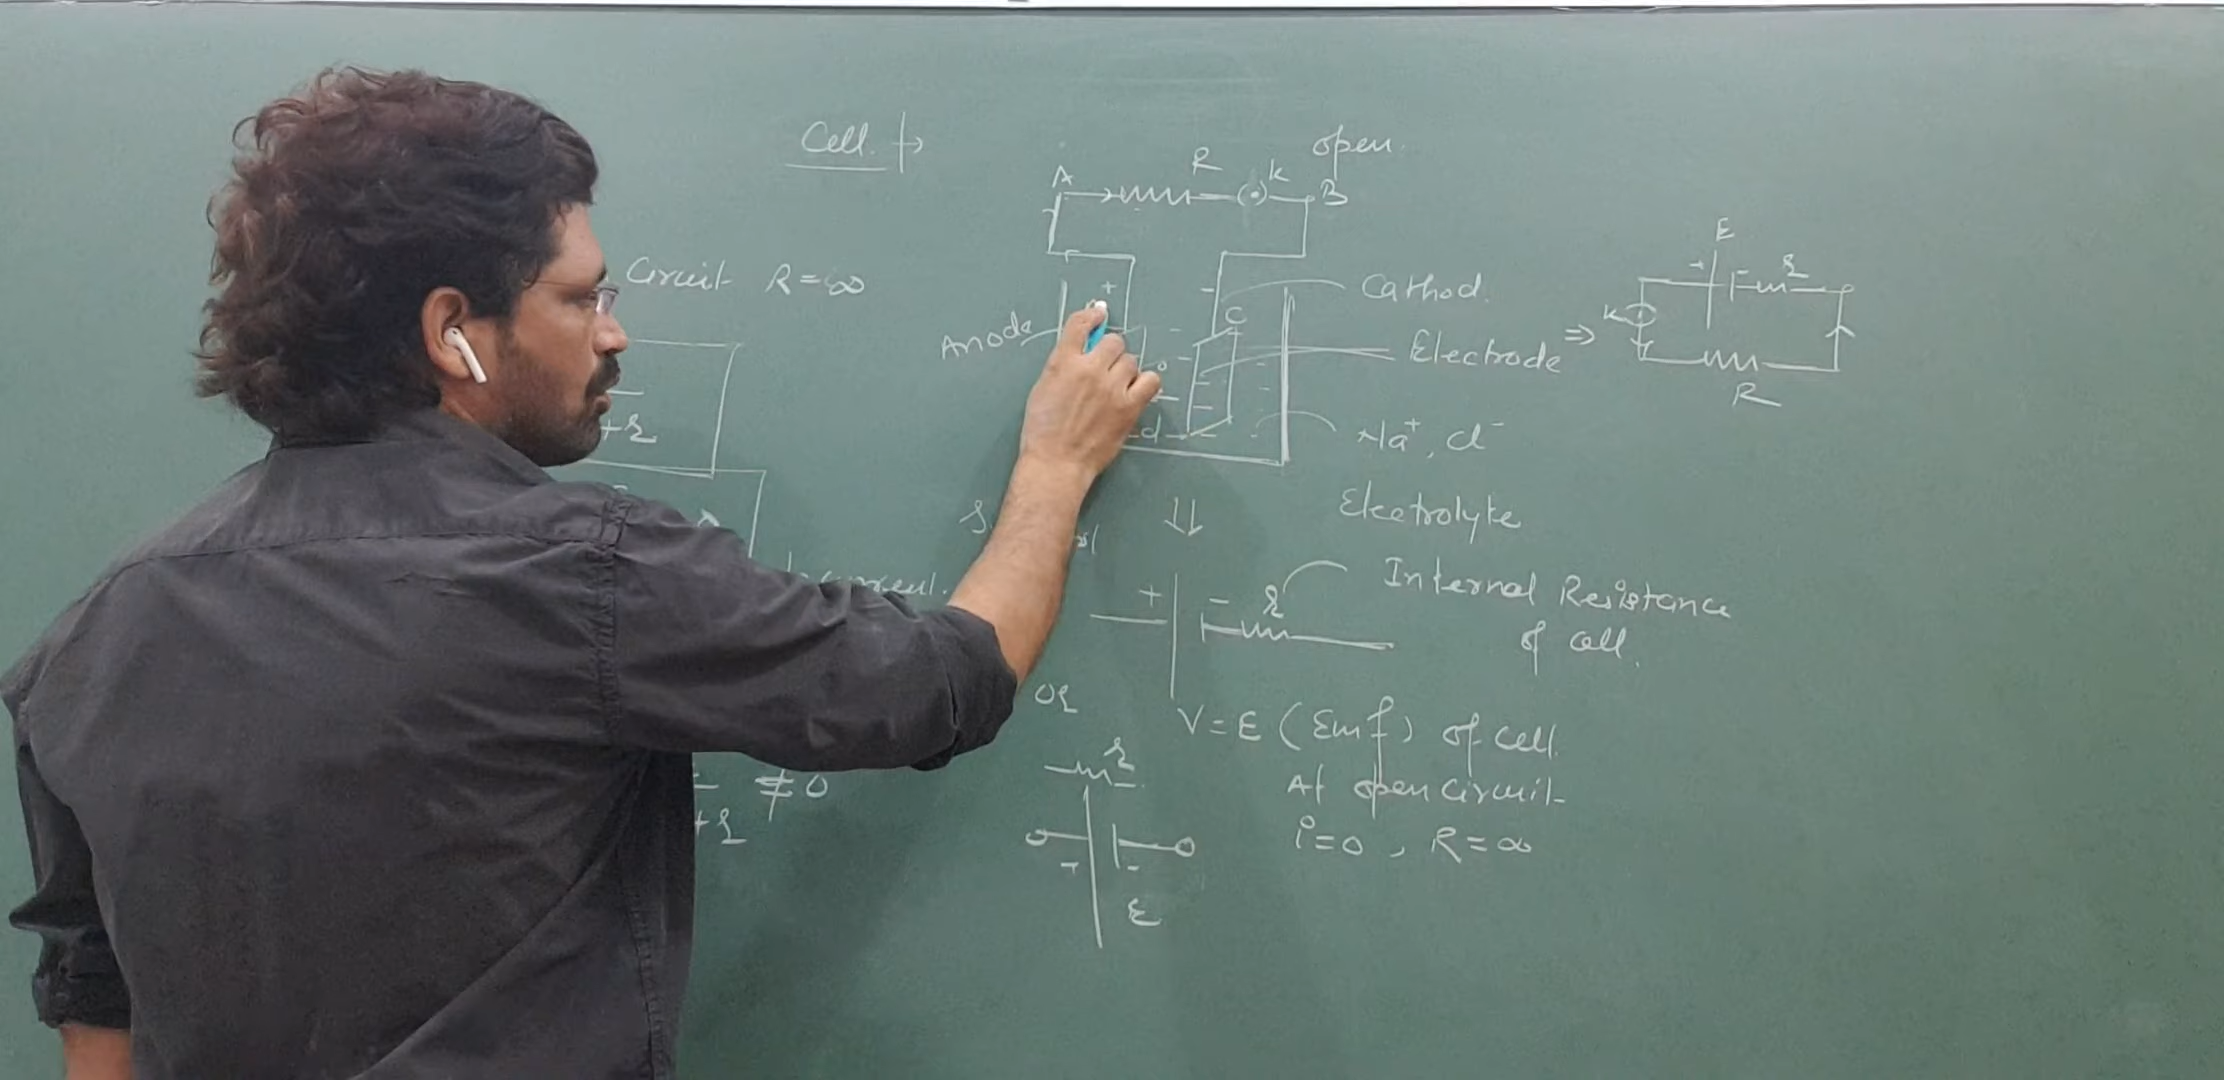 Cell.
open.
R
K
A
B
Circuit R = ∞
E
+
-
r
Cathod.
+
-
K
C
Anode
Electrode
⇒
R
+ r
d
Na⁺, Cl⁻
Electrolyte
⇓
Internal Resistance
of cell.
+
-
r
current.
or
V = E (Emf) of cell.
r
At open circuit
≠ 0
+ r
i = 0 , R = ∞
+
-
E